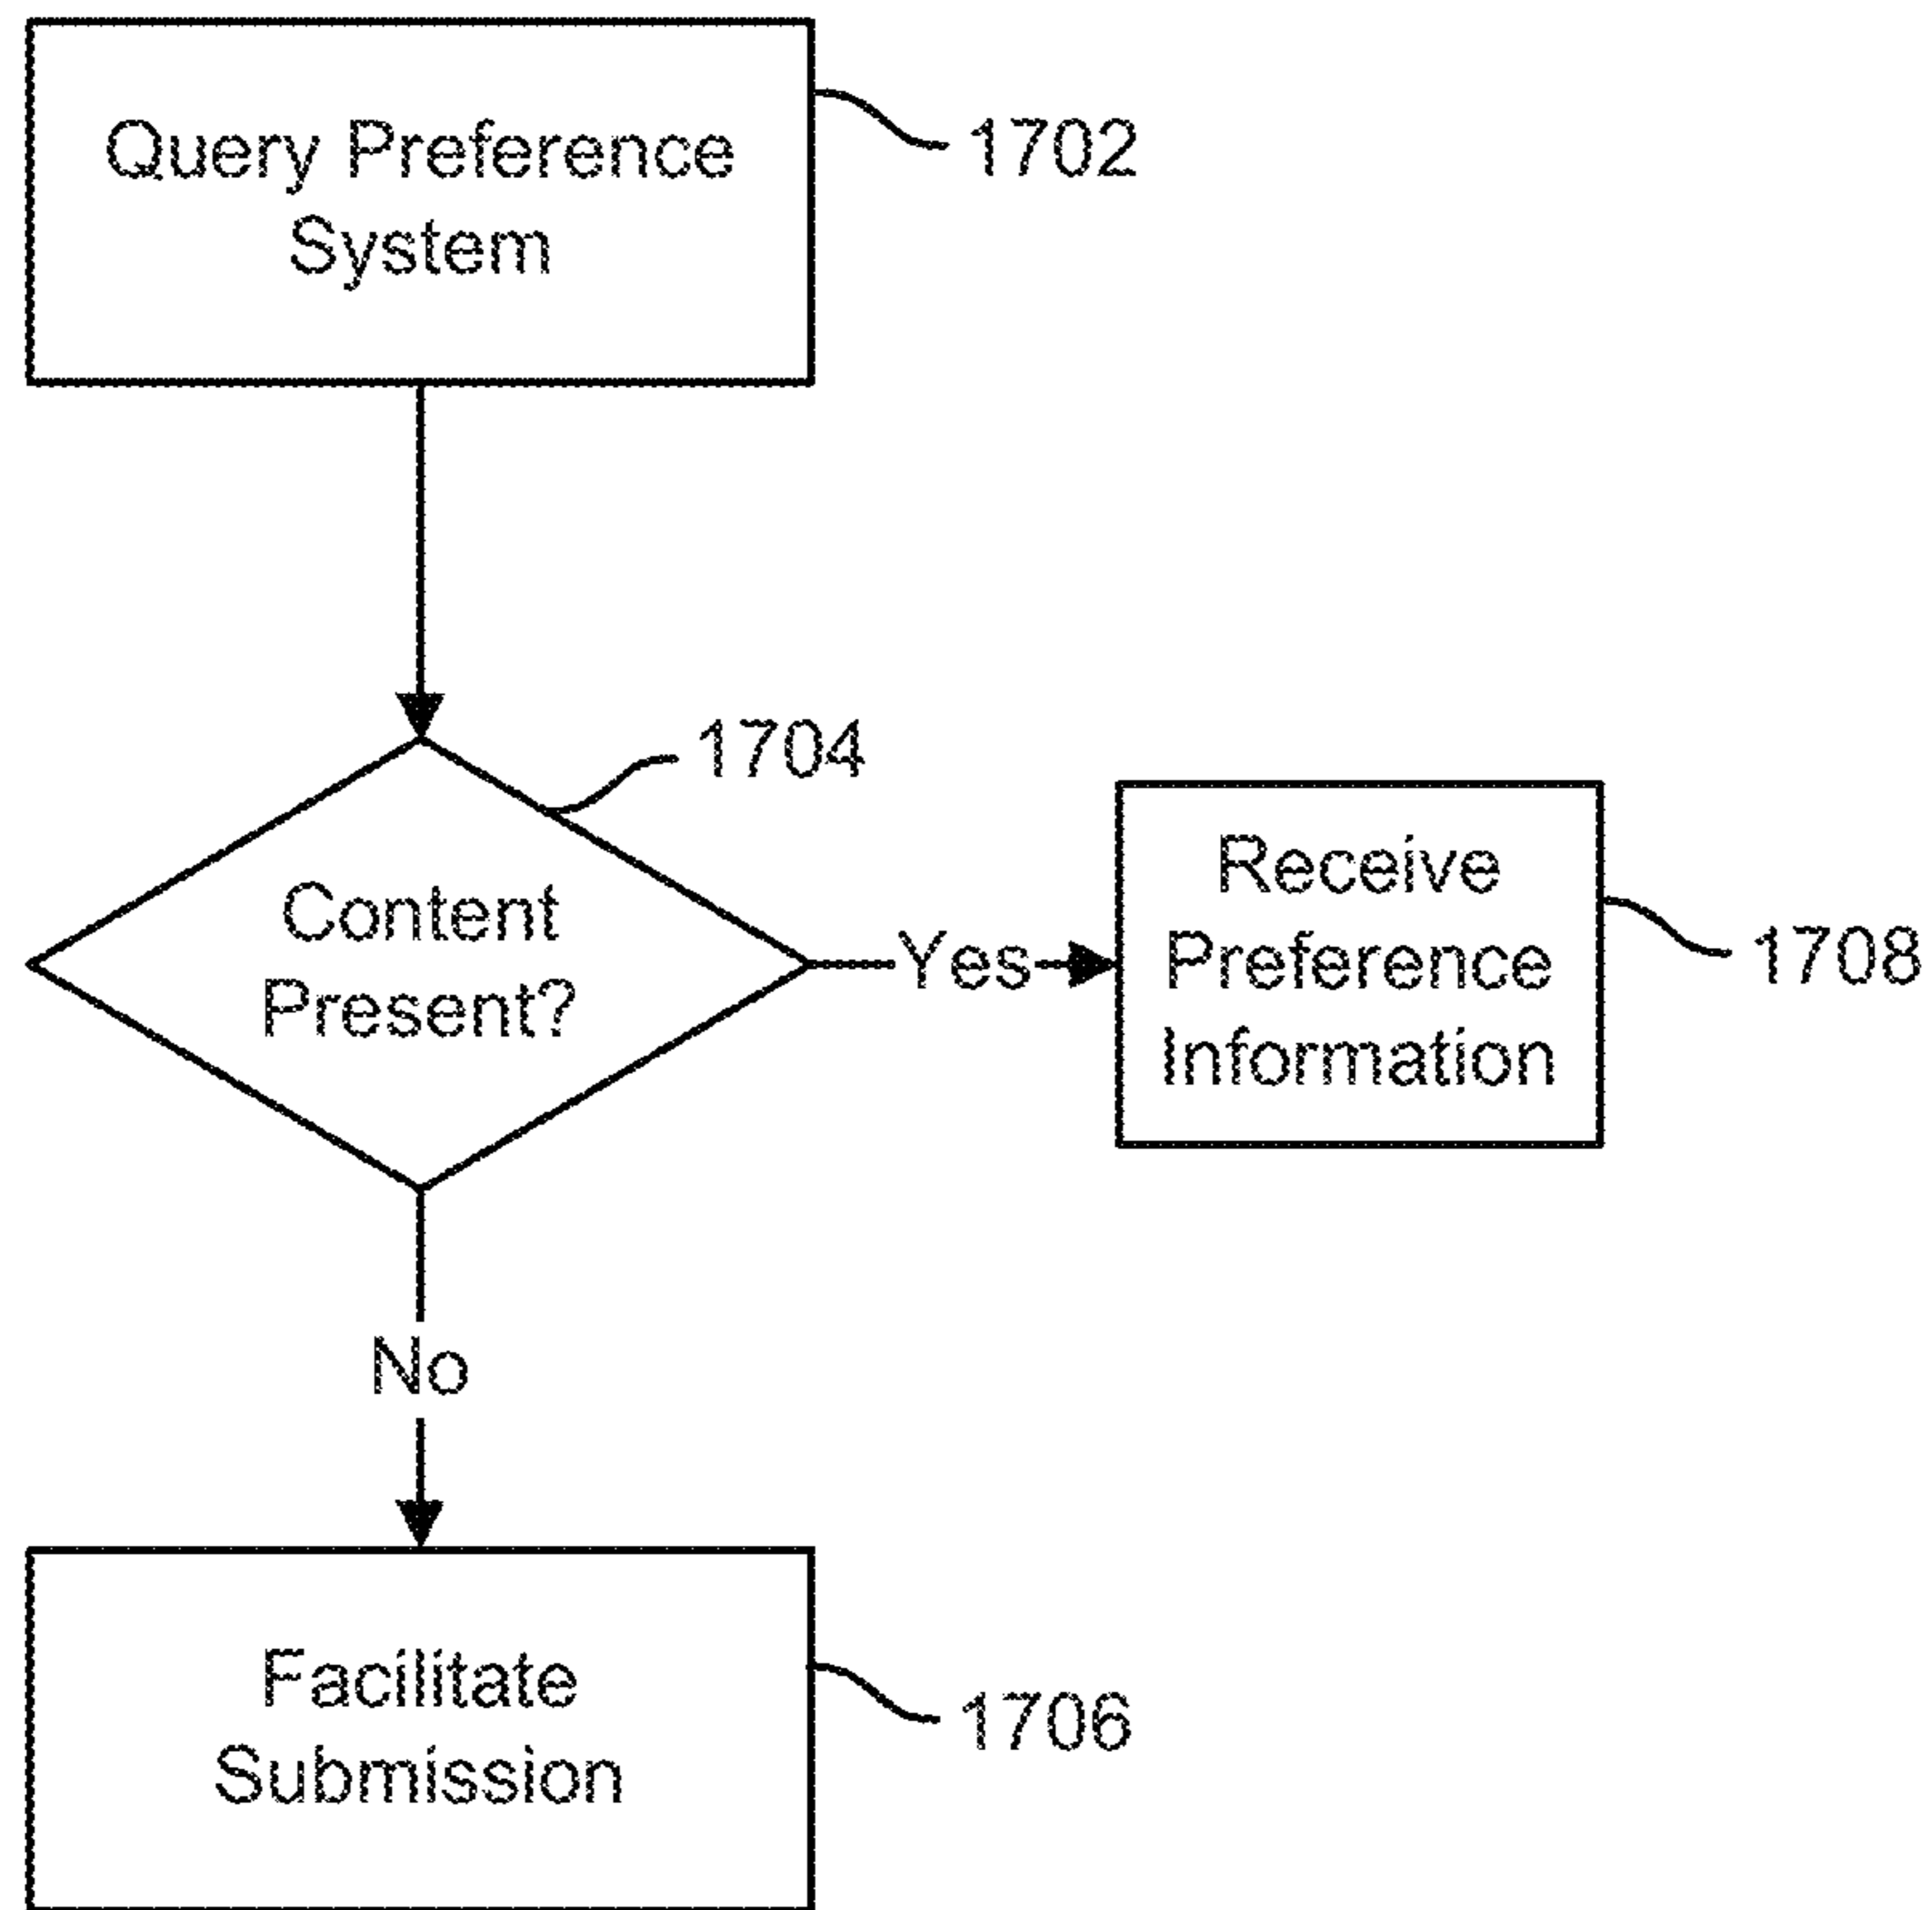 Query Preference
System
1702
1704
Content
Present?
Yes
Receive
Preference
Information
1708
No
Facilitate
Submission
1706